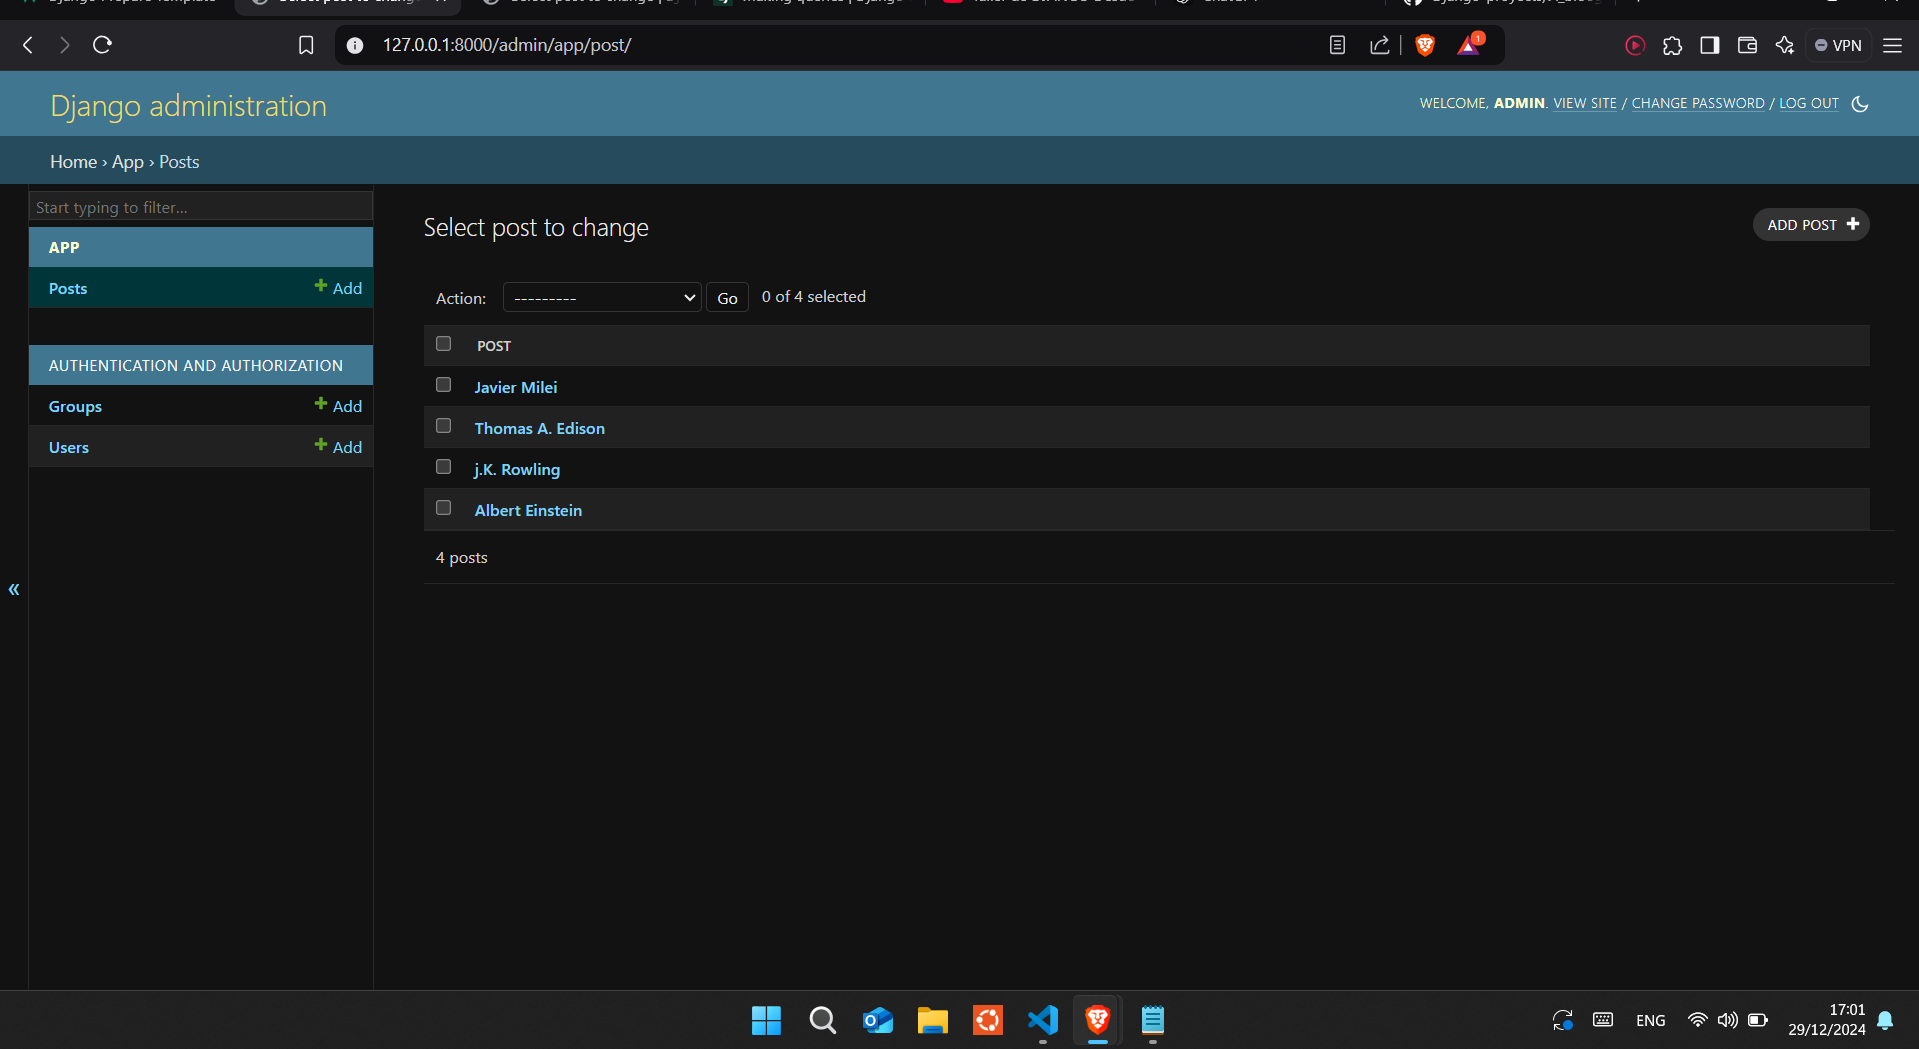 127.0.0.1:8000/admin/app/post/
1
VPN
Django administration
WELCOME, ADMIN. VIEW SITE / CHANGE PASSWORD / LOG OUT
Home › App › Posts
Start typing to filter...
APP
Posts
Add
AUTHENTICATION AND AUTHORIZATION
Groups
Add
Users
Add
«
Select post to change
ADD POST
Action:
---------
Go
0 of 4 selected
POST
Javier Milei
Thomas A. Edison
j.K. Rowling
Albert Einstein
4 posts
ENG
17:01
29/12/2024